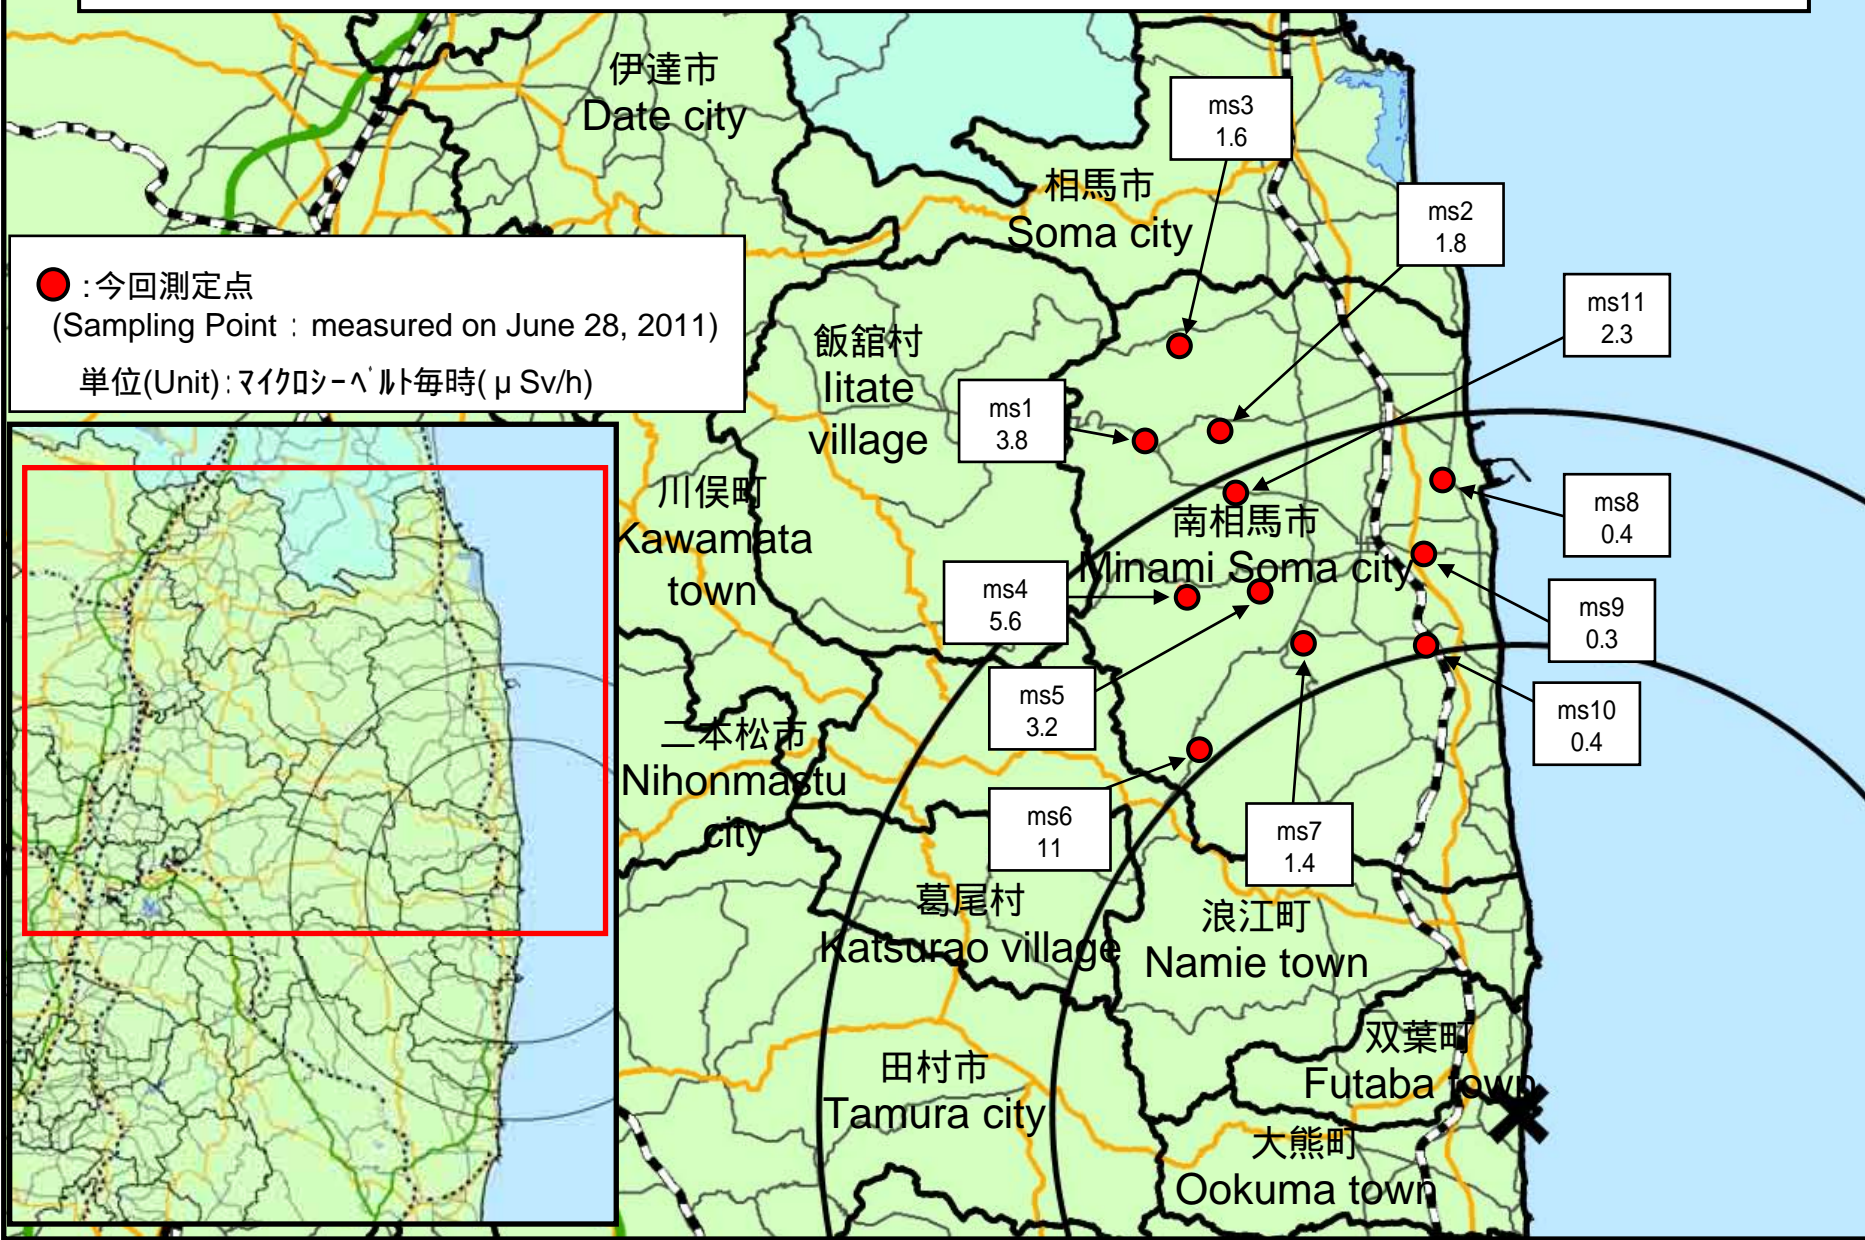 伊達市
Date city
ms3
1.6
相馬市
Soma city
ms2
1.8
●:今回測定点
(Sampling Point : measured on June 28, 2011)
単位(Unit):ﾏｲｸﾛｼｰﾍﾞﾙﾄ毎時( μ Sv/h)
ms11
2.3
飯舘村
Iitate
village
ms1
3.8
川俣町
Kawamata
town
ms8
0.4
南相馬市
Minami Soma city
ms4
5.6
ms9
0.3
ms5
3.2
ms10
0.4
二本松市
Nihonmastu
city
ms6
11
ms7
1.4
葛尾村
Katsurao village
浪江町
Namie town
双葉町
Futaba town
田村市
Tamura city
大熊町
Ookuma town